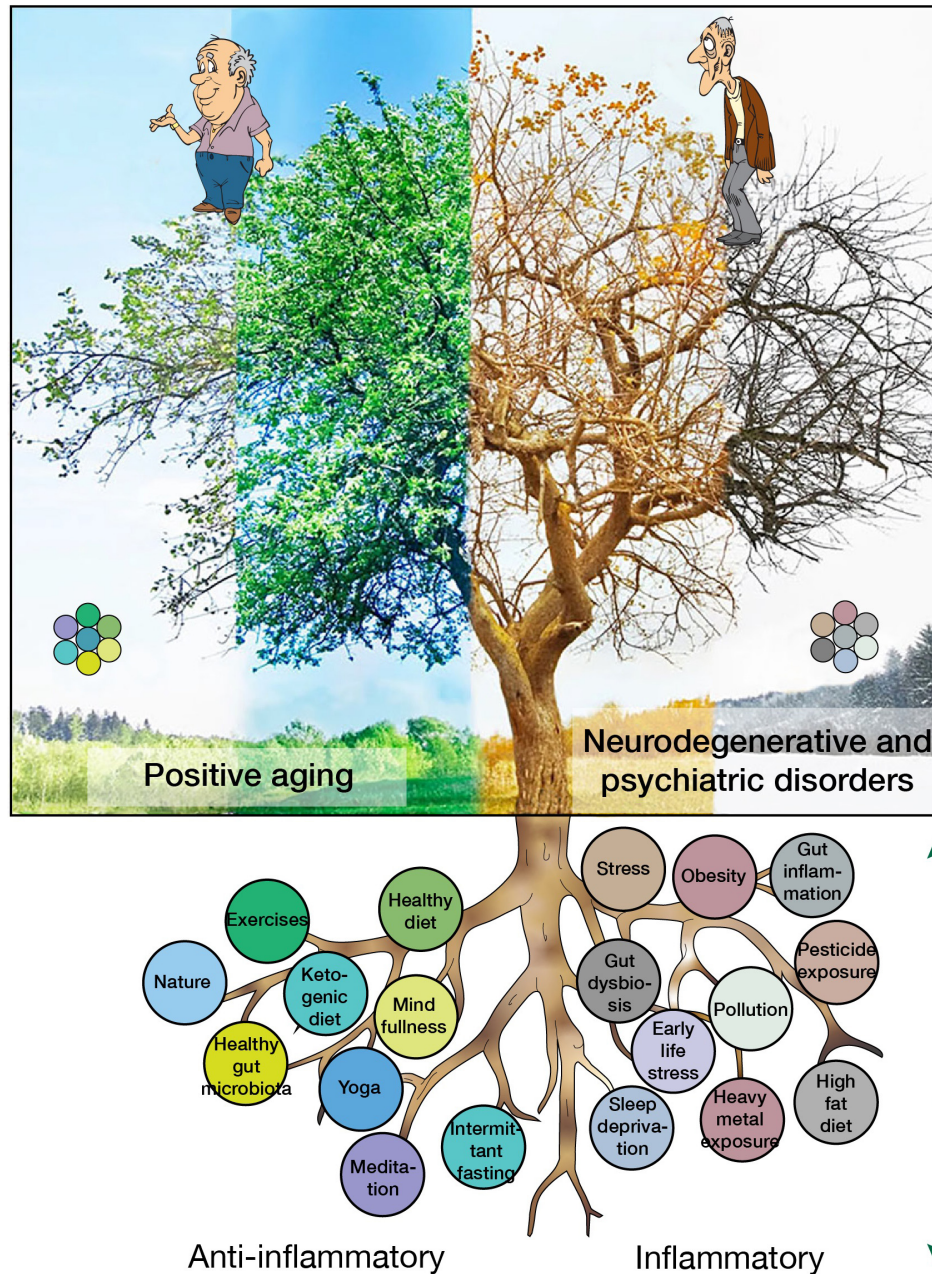 Positive aging
Neurodegenerative and
psychiatric disorders
Stress
Obesity
Gut
inflam-
mation
Exercises
Healthy
diet
Pesticide
exposure
Nature
Keto-
genic
diet
Mind
fullness
Gut
dysbio-
sis
Pollution
Healthy
gut
microbiota
Yoga
Early
life
stress
High
fat
diet
Medita-
tion
Intermit-
tant
fasting
Sleep
depriva-
tion
Heavy
metal
exposure
Anti-inflammatory
Inflammatory